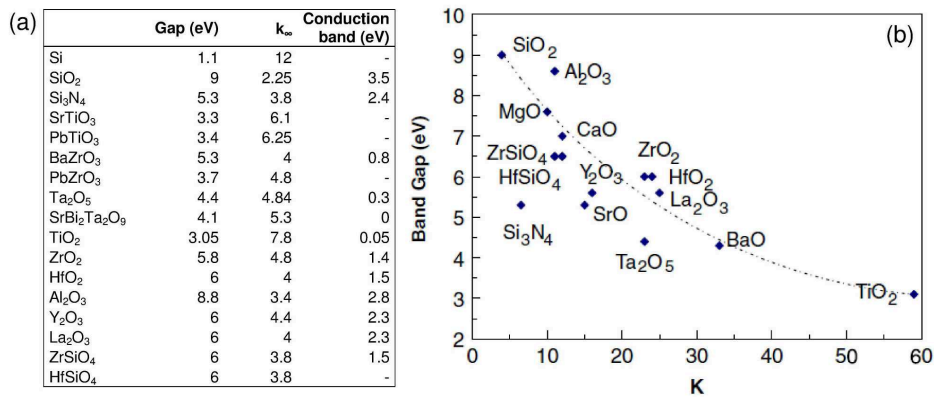 (a)
Gap (eV) k∞ Conduction band (eV)
Si 1.1 12 -
SiO2 9 2.25 3.5
Si3N4 5.3 3.8 2.4
SrTiO3 3.3 6.1 -
PbTiO3 3.4 6.25 -
BaZrO3 5.3 4 0.8
PbZrO3 3.7 4.8 -
Ta2O5 4.4 4.84 0.3
SrBi2Ta2O9 4.1 5.3 0
TiO2 3.05 7.8 0.05
ZrO2 5.8 4.8 1.4
HfO2 6 4 1.5
Al2O3 8.8 3.4 2.8
Y2O3 6 4.4 2.3
La2O3 6 4 2.3
ZrSiO4 6 3.8 1.5
HfSiO4 6 3.8 -
(b)
Band Gap (eV)
10
9
8
7
6
5
4
3
2
SiO2
Al2O3
MgO
CaO
ZrSiO4
ZrO2
HfSiO4
Y2O3
HfO2
La2O3
SrO
Si3N4
BaO
Ta2O5
TiO2
0 10 20 30 40 50 60
K